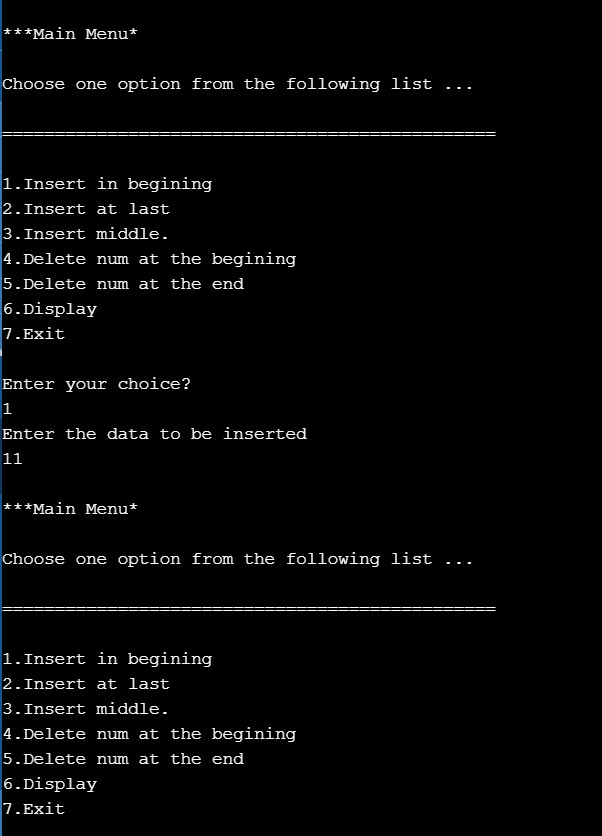 ***Main Menu*
Choose one option from the following list ...
===============================================
1.Insert in begining
2.Insert at last
3.Insert middle.
4.Delete num at the begining
5.Delete num at the end
6.Display
7.Exit
Enter your choice?
1
Enter the data to be inserted
11
***Main Menu*
Choose one option from the following list ...
===============================================
1.Insert in begining
2.Insert at last
3.Insert middle.
4.Delete num at the begining
5.Delete num at the end
6.Display
7.Exit